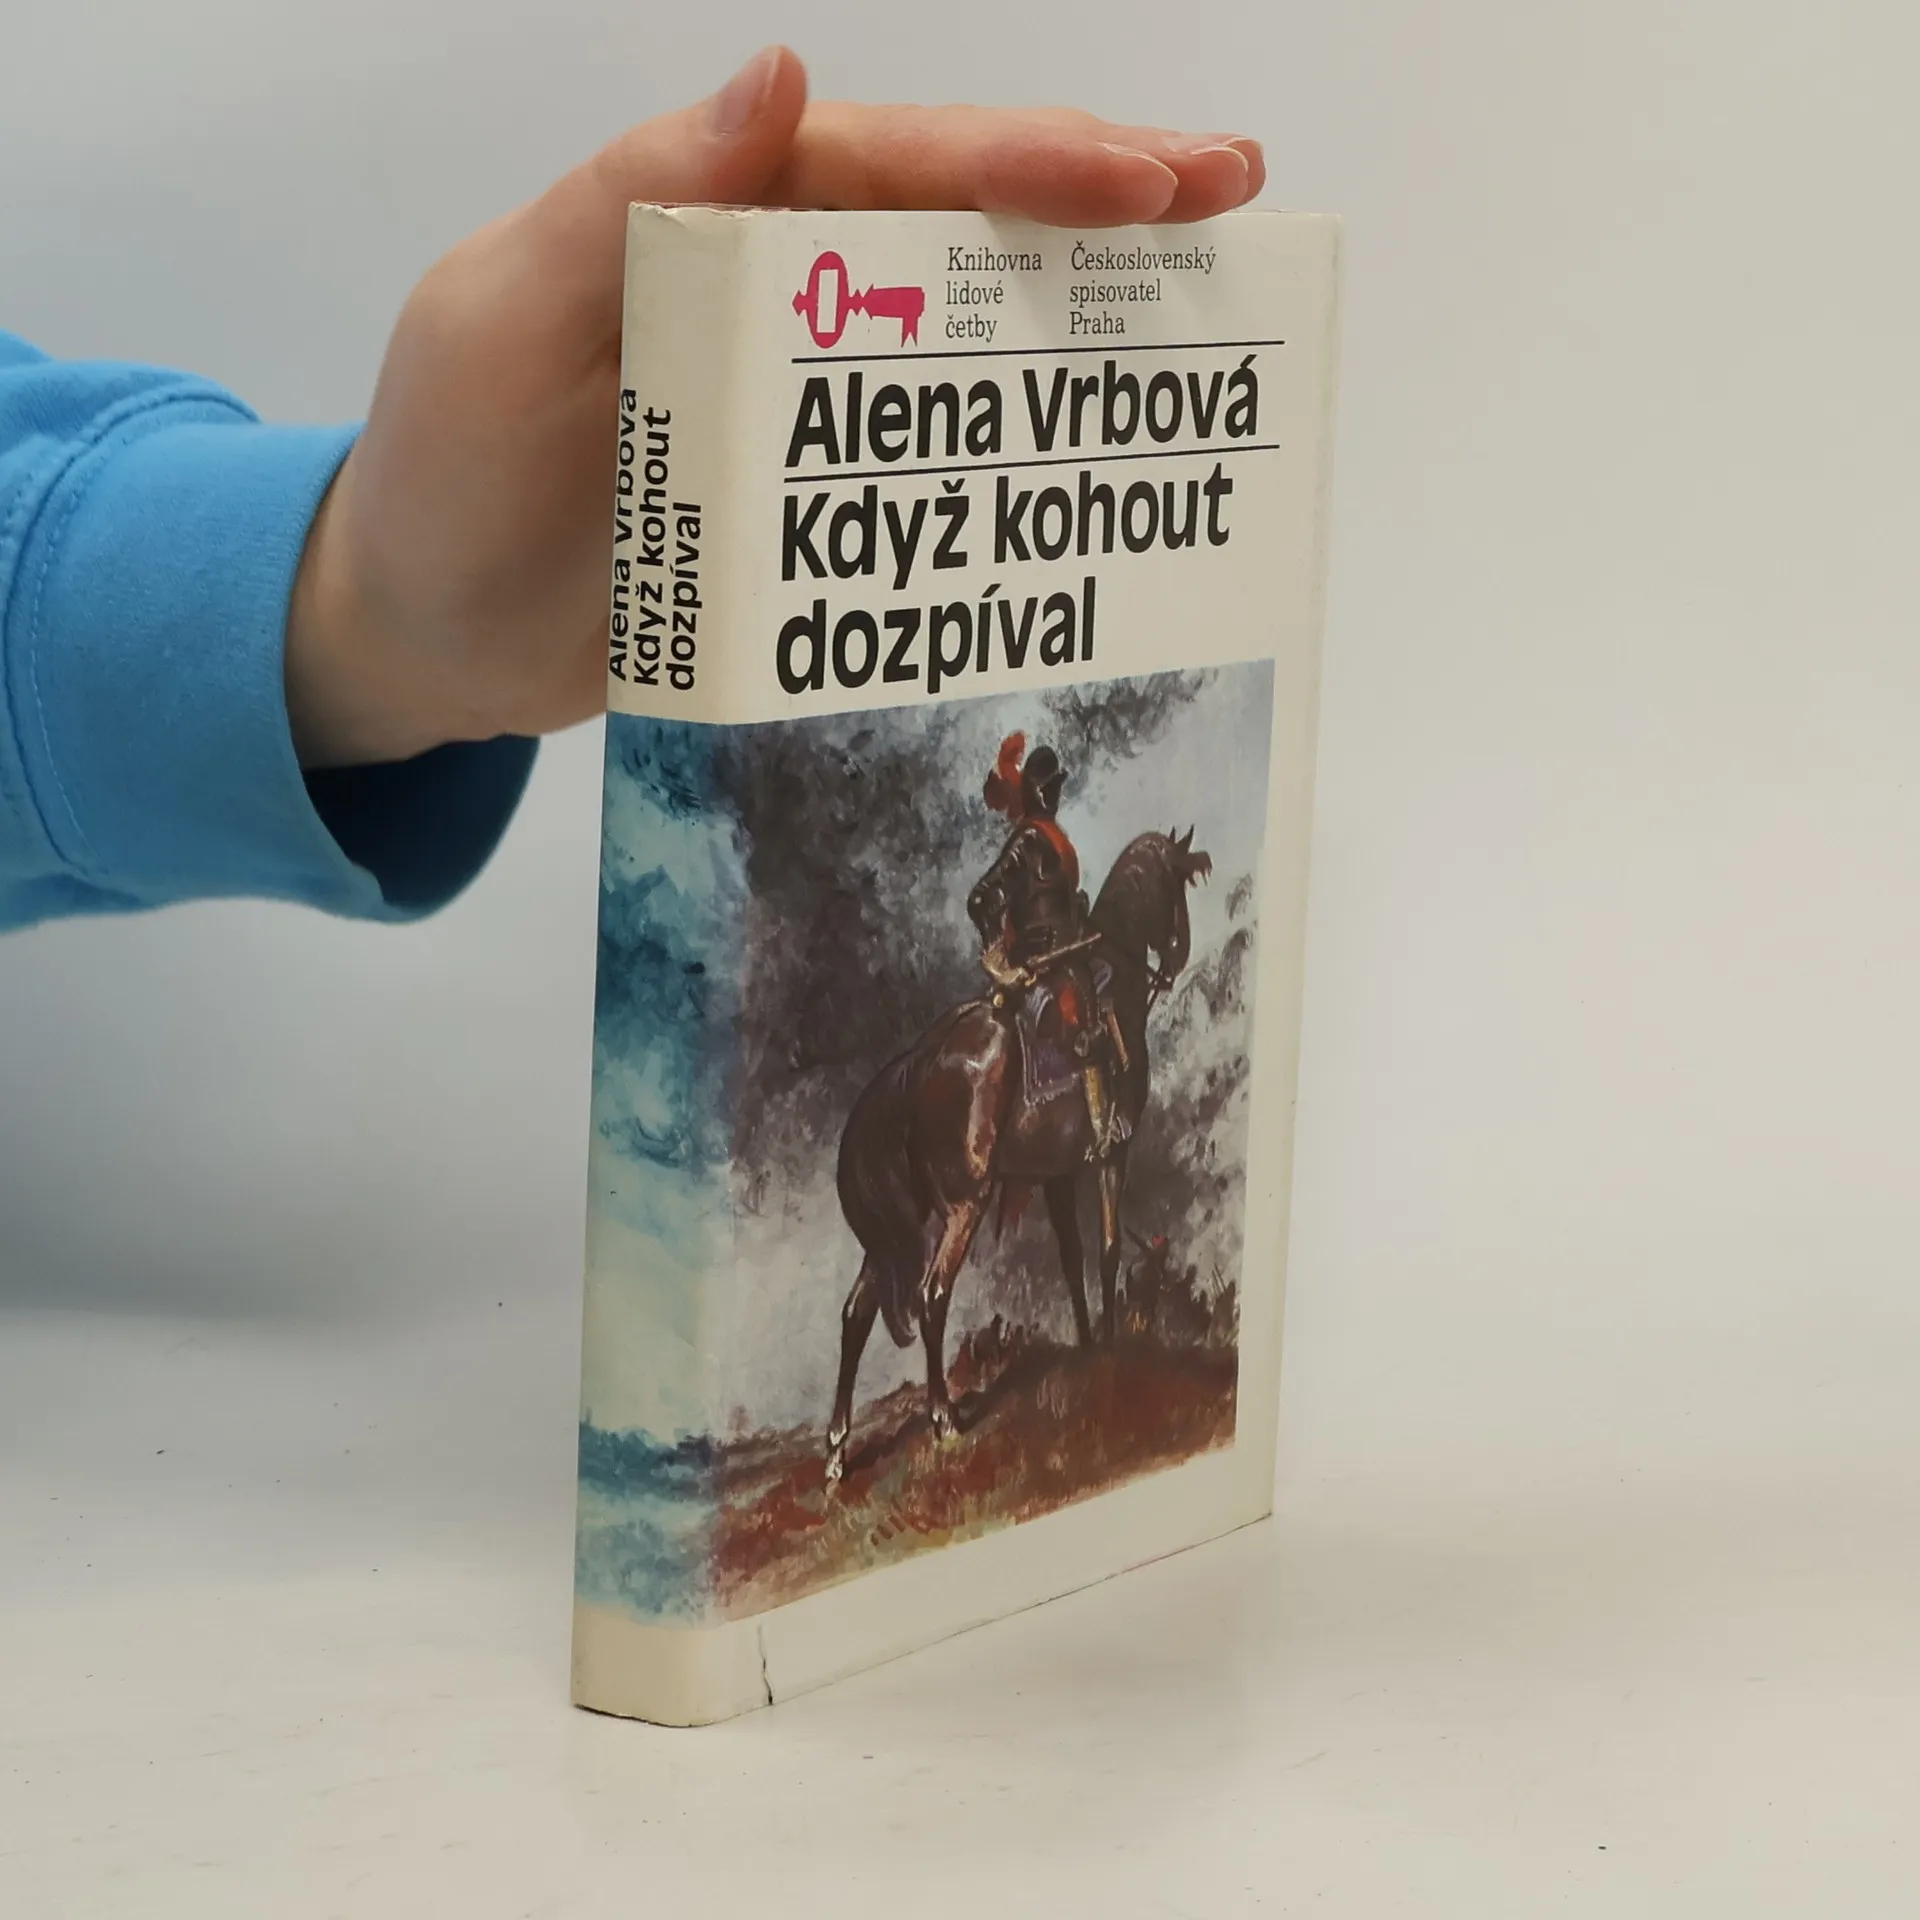 Knihovna
lidové
četby
Československý
spisovatel
Praha
Alena Vrbová
Když kohout
dozpíval
Alena Vrbová
Když kohout
dozpíval